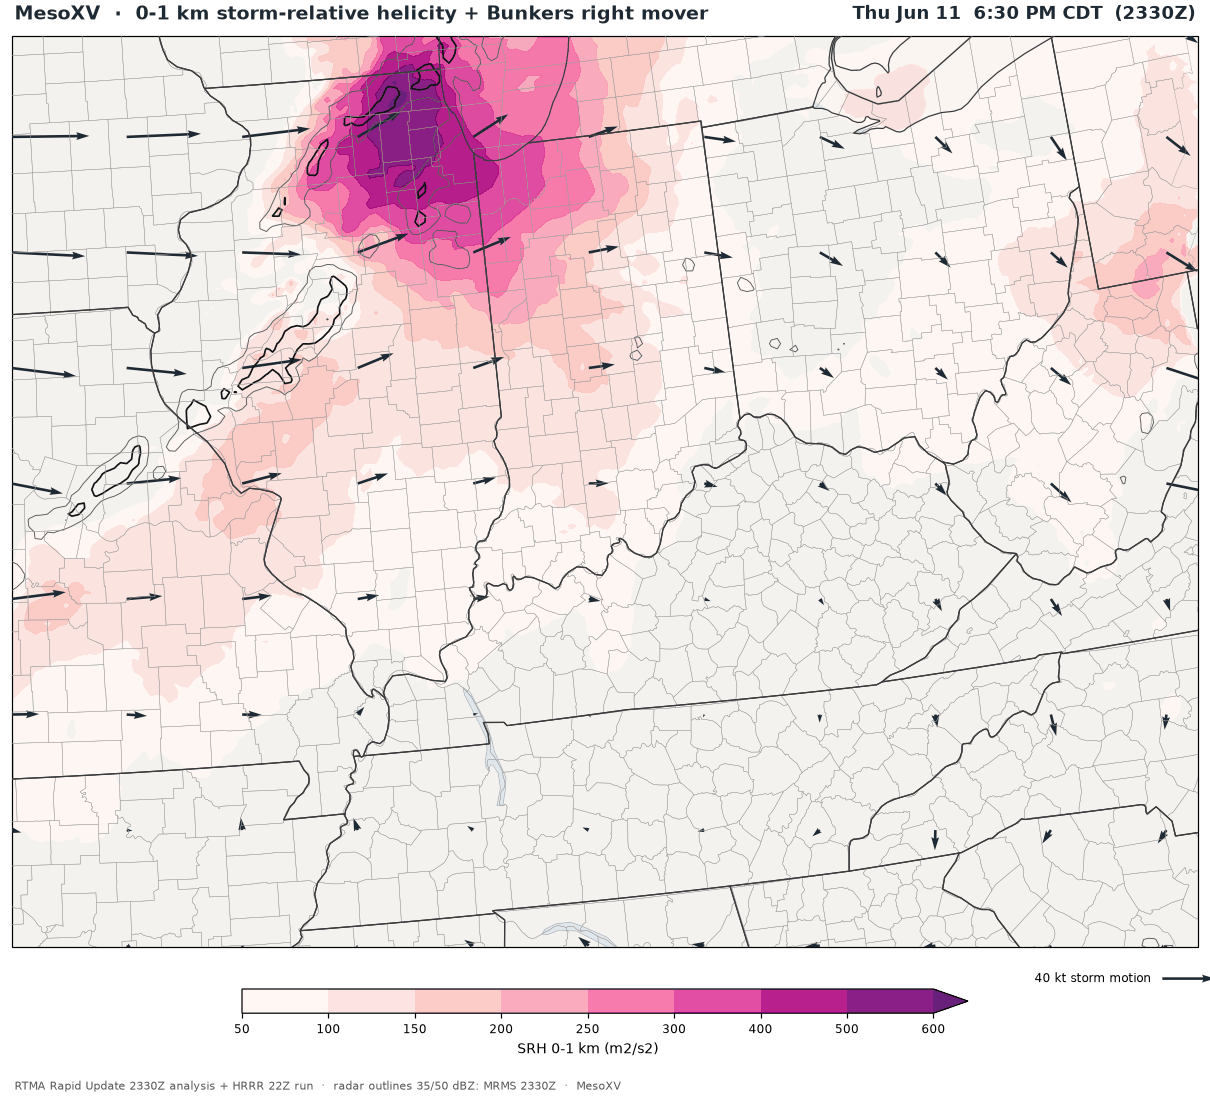 MesoXV · 0-1 km storm-relative helicity + Bunkers right mover
Thu Jun 11 6:30 PM CDT (2330Z)
40 kt storm motion
50 100 150 200 250 300 400 500 600
SRH 0-1 km (m2/s2)
RTMA Rapid Update 2330Z analysis + HRRR 22Z run · radar outlines 35/50 dBZ: MRMS 2330Z · MesoXV